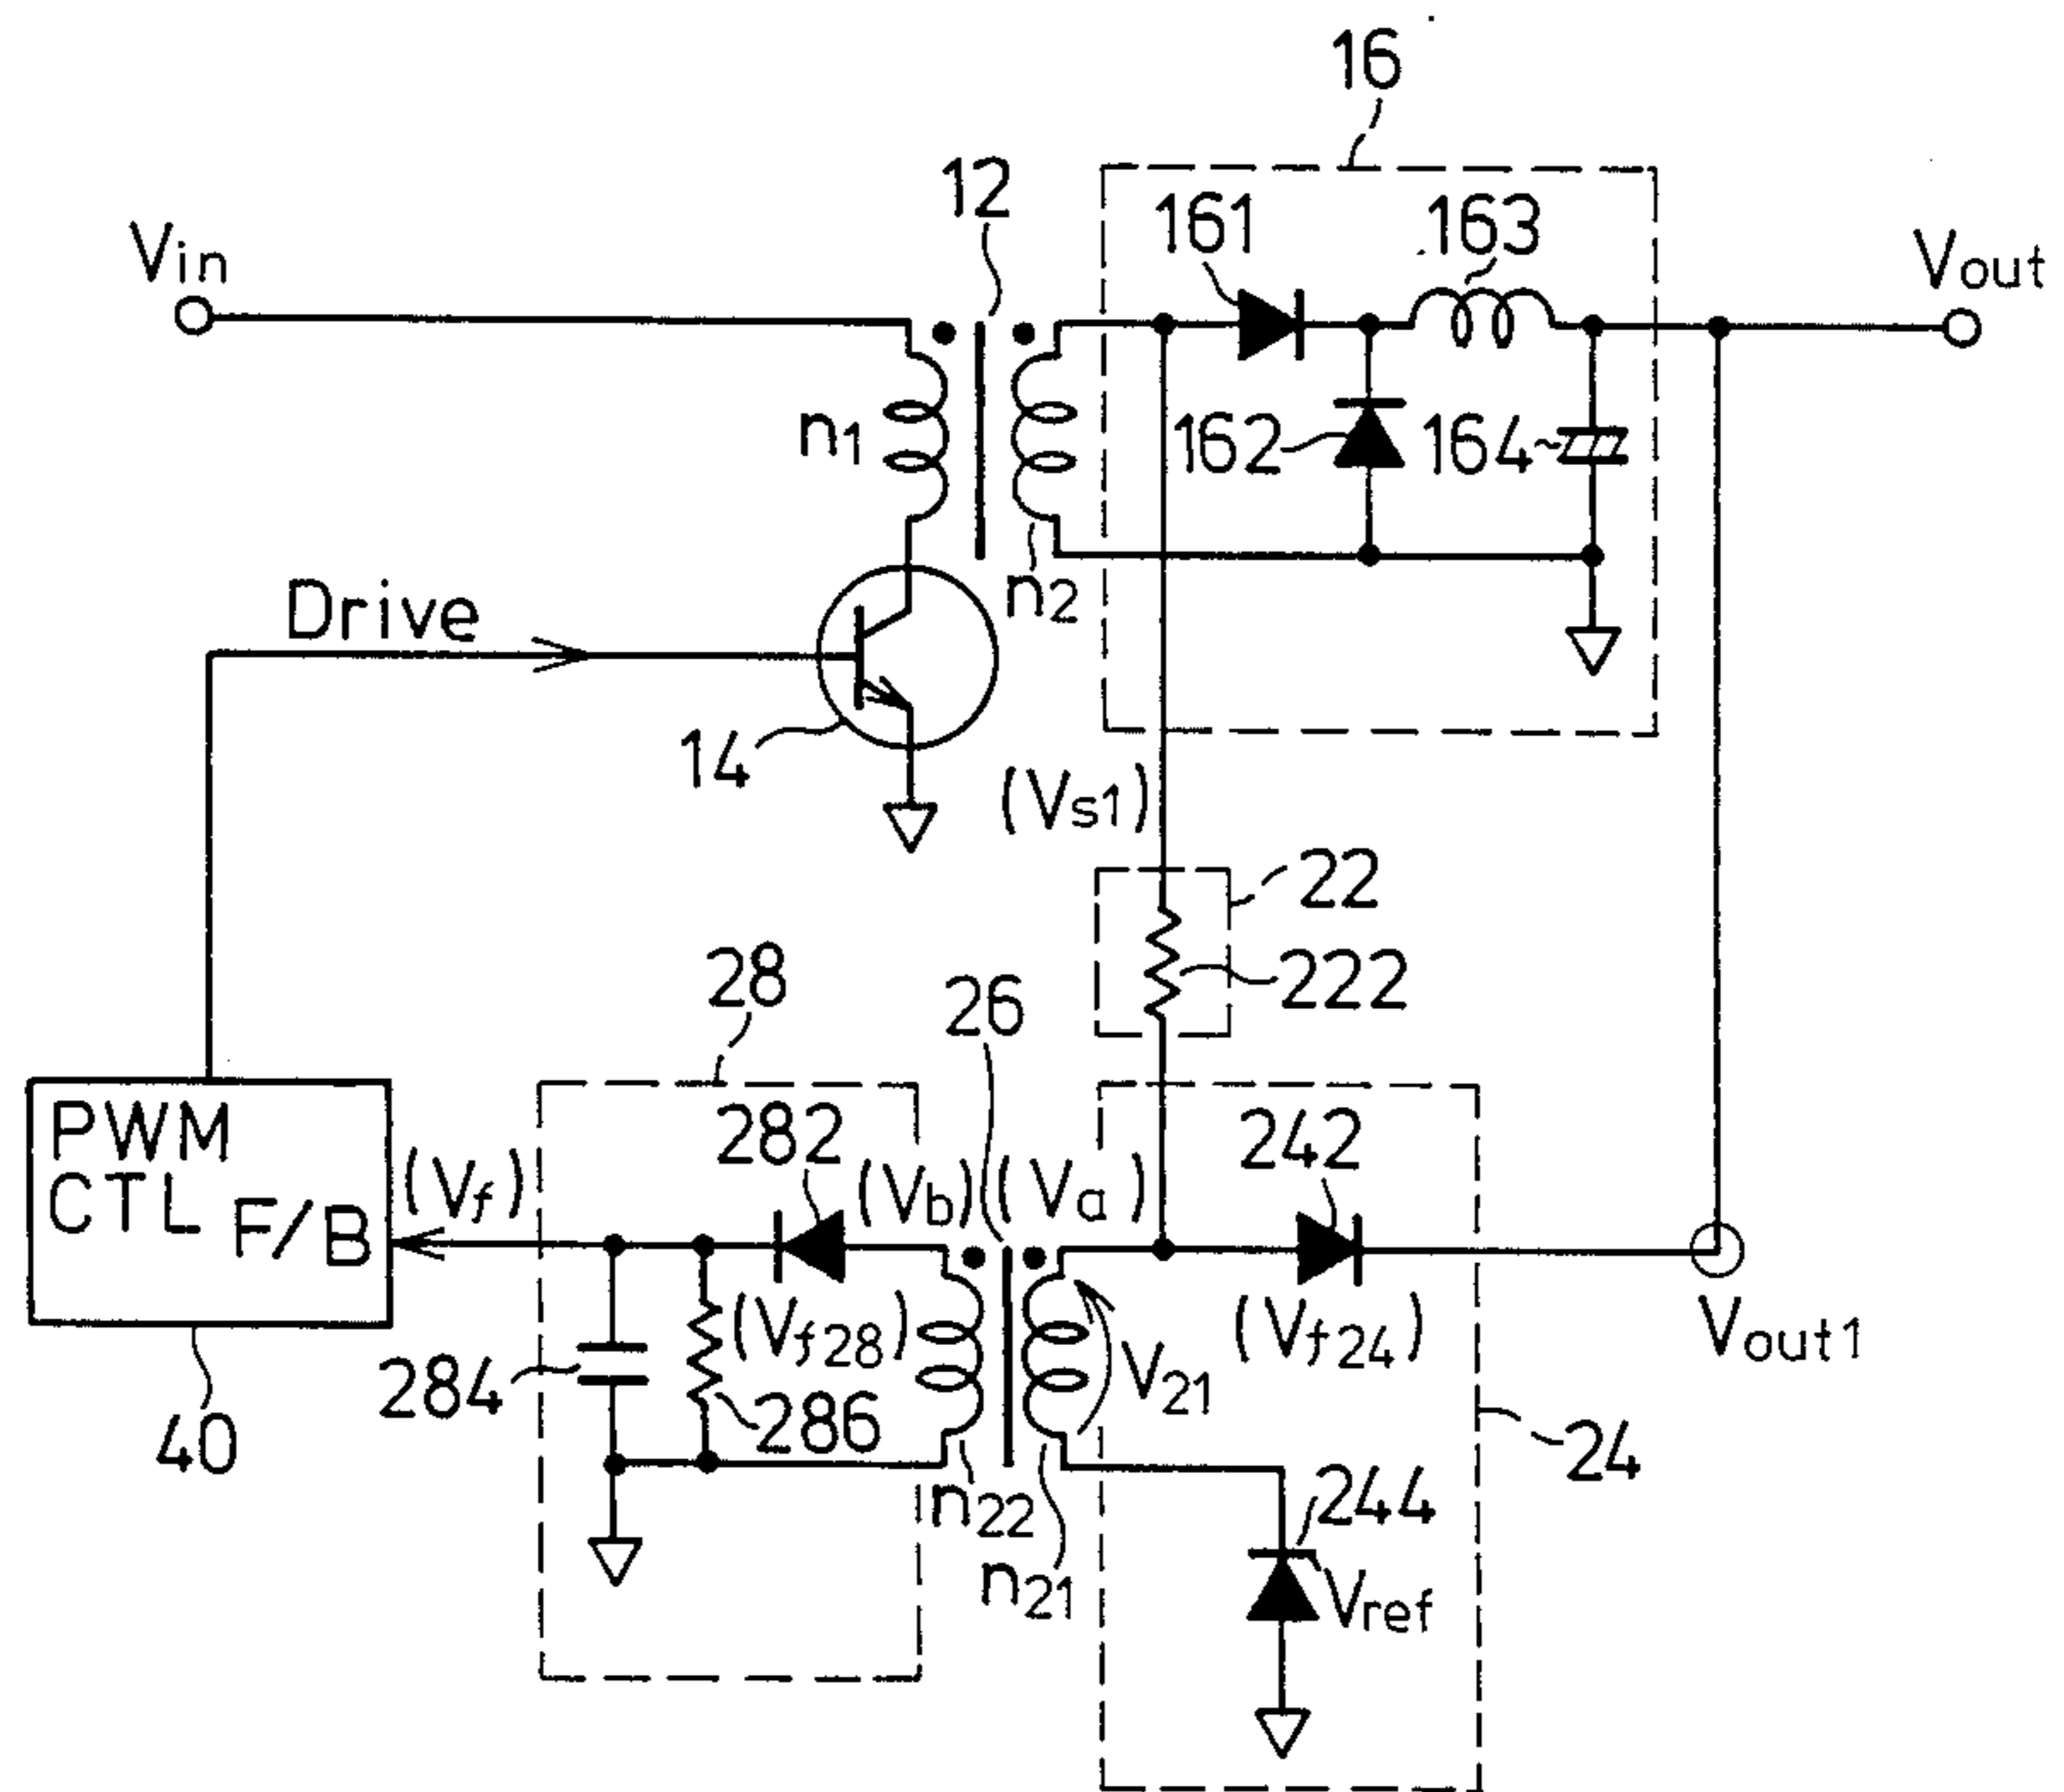 16
12
161
163
Vin
Vout
n1
162
164
n2
Drive
14
(Vs1)
22
222
28
26
282
242
PWM
CTL
F/B
(Vf)
(Vb)
(Va)
(Vf28)
(Vf24)
V21
Vout1
284
286
40
24
n22
n21
244
Vref